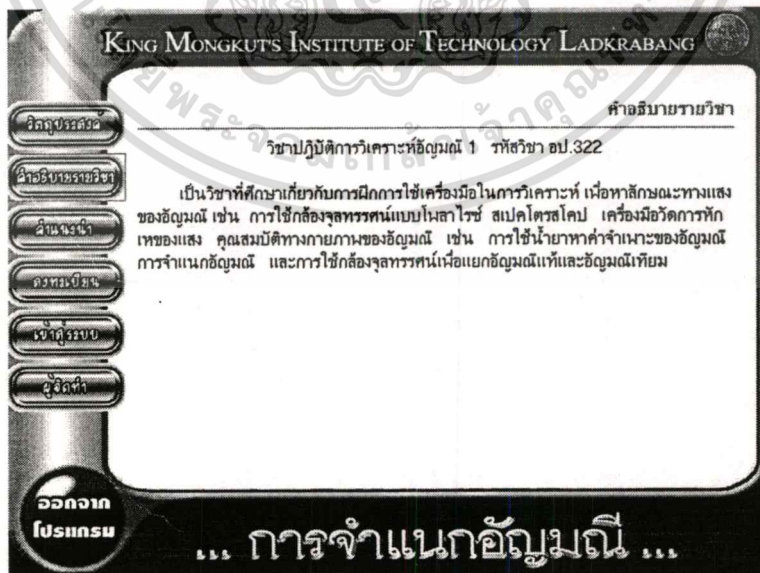 KING MONGKUT'S INSTITUTE OF TECHNOLOGY LADKRABANG
คำอธิบายรายวิชา
วิชาปฏิบัติการวิเคราะห์อัญมณี 1 รหัสวิชา อป.322
เป็นวิชาที่ศึกษาเกี่ยวกับการฝึกการใช้เครื่องมือในการวิเคราะห์ เพื่อหาลักษณะทางแสง
ของอัญมณี เช่น การใช้กล้องจุลทรรศน์แบบโพลาไรซ์ สเปคโตรสโคป เครื่องมือวัดการหัก
เหของแสง คุณสมบัติทางกายภาพของอัญมณี เช่น การใช้น้ำยาหาค่าจำเพาะของอัญมณี
การจำแนกอัญมณี และการใช้กล้องจุลทรรศน์เพื่อแยกอัญมณีแท้และอัญมณีเทียม
วัตถุประสงค์
คำอธิบายรายวิชา
คำแนะนำ
ลงทะเบียน
เข้าสู่ระบบ
ผู้จัดทำ
ออกจาก
โปรแกรม
... การจำแนกอัญมณี ...